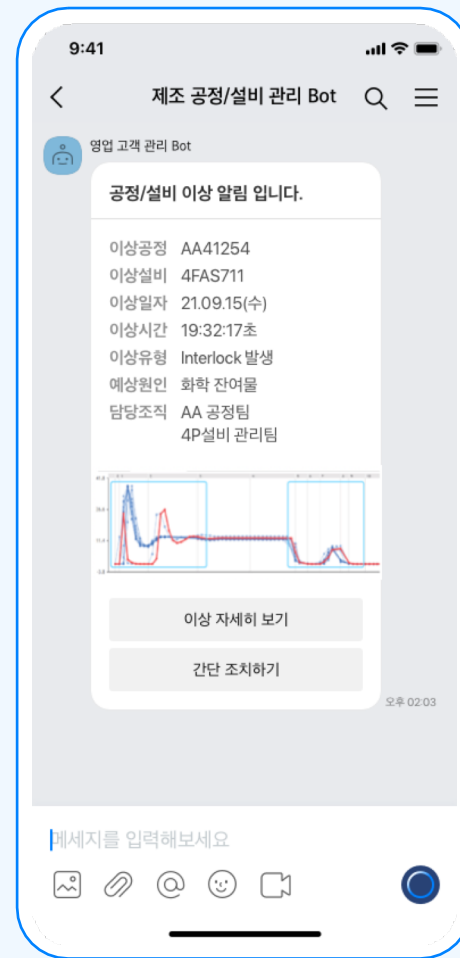 9:41
제조 공정/설비 관리 Bot
영업 고객 관리 Bot
공정/설비 이상 알림 입니다.
이상공정 AA41254
이상설비 4FAS711
이상일자 21.09.15(수)
이상시간 19:32:17초
이상유형 Interlock 발생
예상원인 화학 잔여물
담당조직 AA 공정팀
4P설비 관리팀
이상 자세히 보기
간단 조치하기
오후 02:03
메세지를 입력해보세요